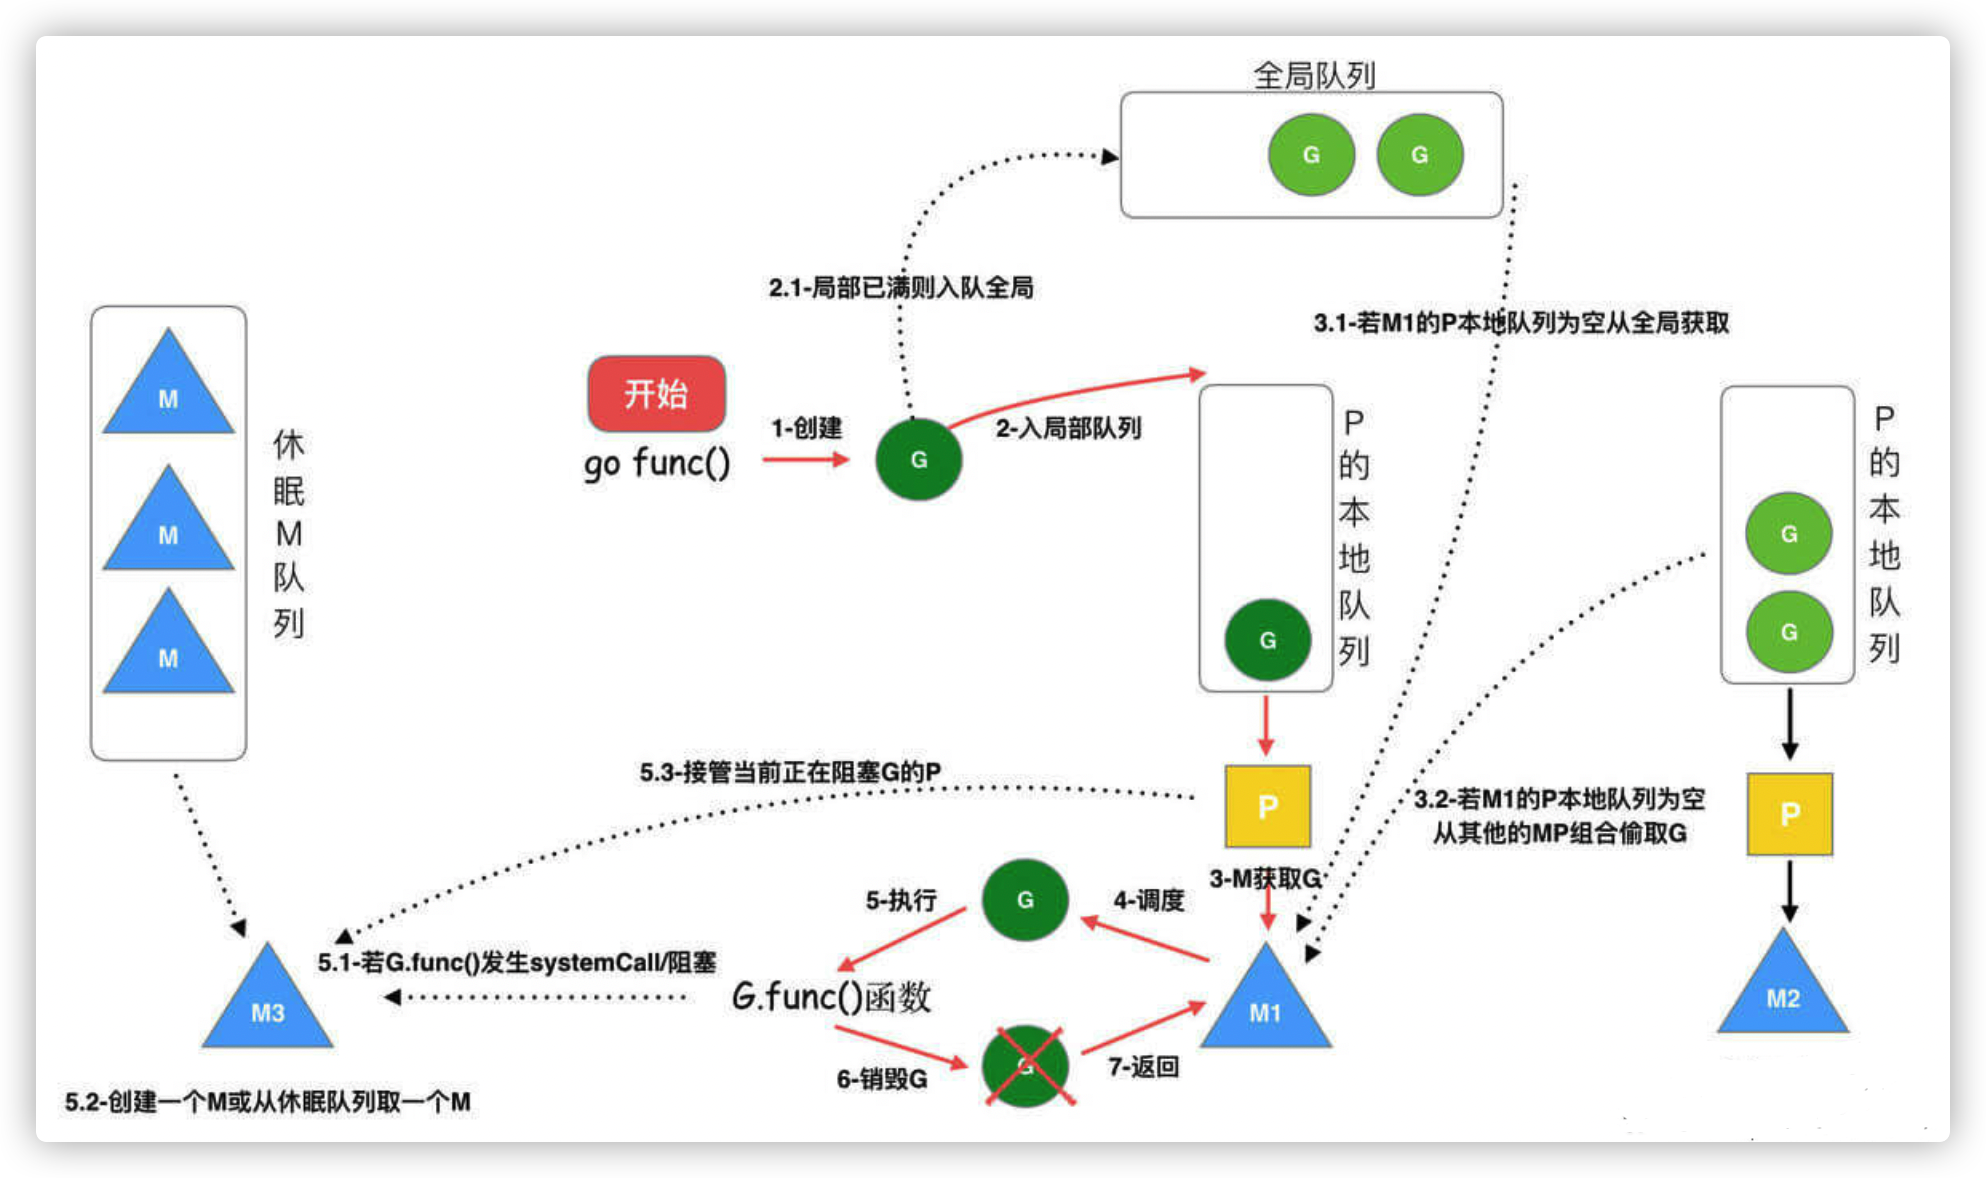 全局队列
G G
2.1-局部已满则入队全局
3.1-若M1的P本地队列为空从全局获取
M
M
M
休眠M队列
开始
go func()
1-创建
G
2-入局部队列
G
P的本地队列
G
G
P的本地队列
5.3-接管当前正在阻塞G的P
P
3.2-若M1的P本地队列为空
从其他的MP组合偷取G
P
3-M获取G
5-执行
G
4-调度
5.1-若G.func()发生systemCall/阻塞
G.func()函数
M3
M1
M2
6-销毁G
G
7-返回
5.2-创建一个M或从休眠队列取一个M